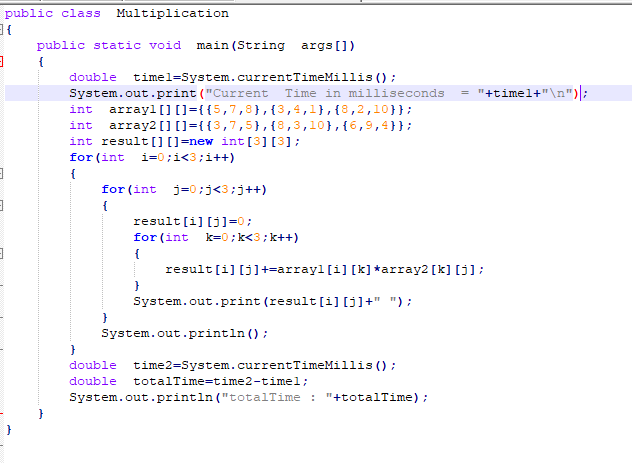 public class  Multiplication
{
    public static void  main(String  args[])
    {
        double  time1=System.currentTimeMillis();
        System.out.print("Current  Time in milliseconds  = "+time1+"\n");
        int  array1[][]={{5,7,8},{3,4,1},{8,2,10}};
        int  array2[][]={{3,7,5},{8,3,10},{6,9,4}};
        int result[][]=new int[3][3];
        for(int  i=0;i<3;i++)
        {
            for(int  j=0;j<3;j++)
            {
                result[i][j]=0;
                for(int  k=0;k<3;k++)
                {
                    result[i][j]+=array1[i][k]*array2[k][j];
                }
                System.out.print(result[i][j]+" ");
            }
            System.out.println();
        }
        double  time2=System.currentTimeMillis();
        double  totalTime=time2-time1;
        System.out.println("totalTime : "+totalTime);
    }
}